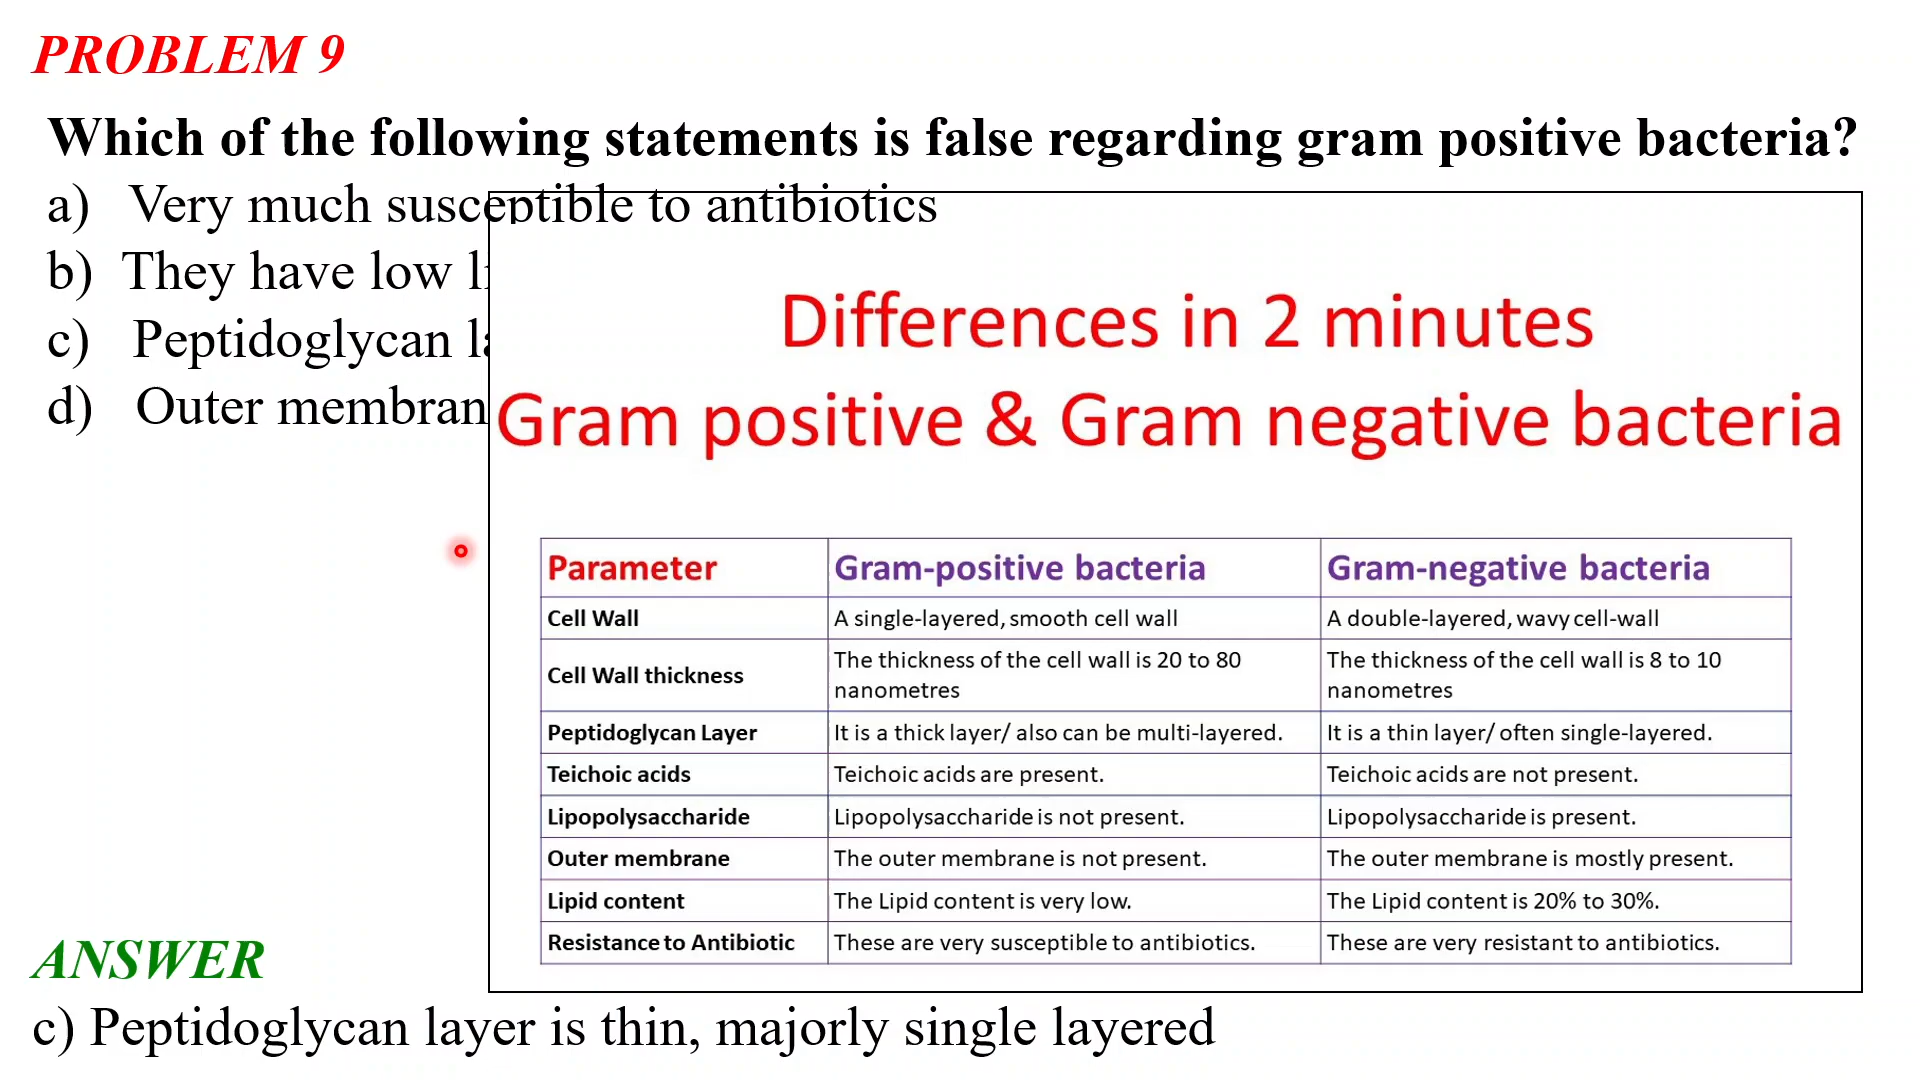 PROBLEM 9
Which of the following statements is false regarding gram positive bacteria?
a) Very much susceptible to antibiotics
b) They have low
c) Peptidoglycan
d) Outer
Differences in 2 minutes
Gram positive & Gram negative bacteria
Parameter Gram-positive bacteria Gram-negative bacteria
Cell Wall A single-layered, smooth cell wall A double-layered, wavy cell-wall
Cell Wall thickness The thickness of the cell wall is 20 to 80 nanometres The thickness of the cell wall is 8 to 10 nanometres
Peptidoglycan Layer It is a thick layer/ also can be multi-layered. It is a thin layer/ often single-layered.
Teichoic acids Teichoic acids are present. Teichoic acids are not present.
Lipopolysaccharide Lipopolysaccharide is not present. Lipopolysaccharide is present.
Outer membrane The outer membrane is not present. The outer membrane is mostly present.
Lipid content The Lipid content is very low. The Lipid content is 20% to 30%.
Resistance to Antibiotic These are very susceptible to antibiotics. These are very resistant to antibiotics.
ANSWER
c) Peptidoglycan layer is thin, majorly single layered